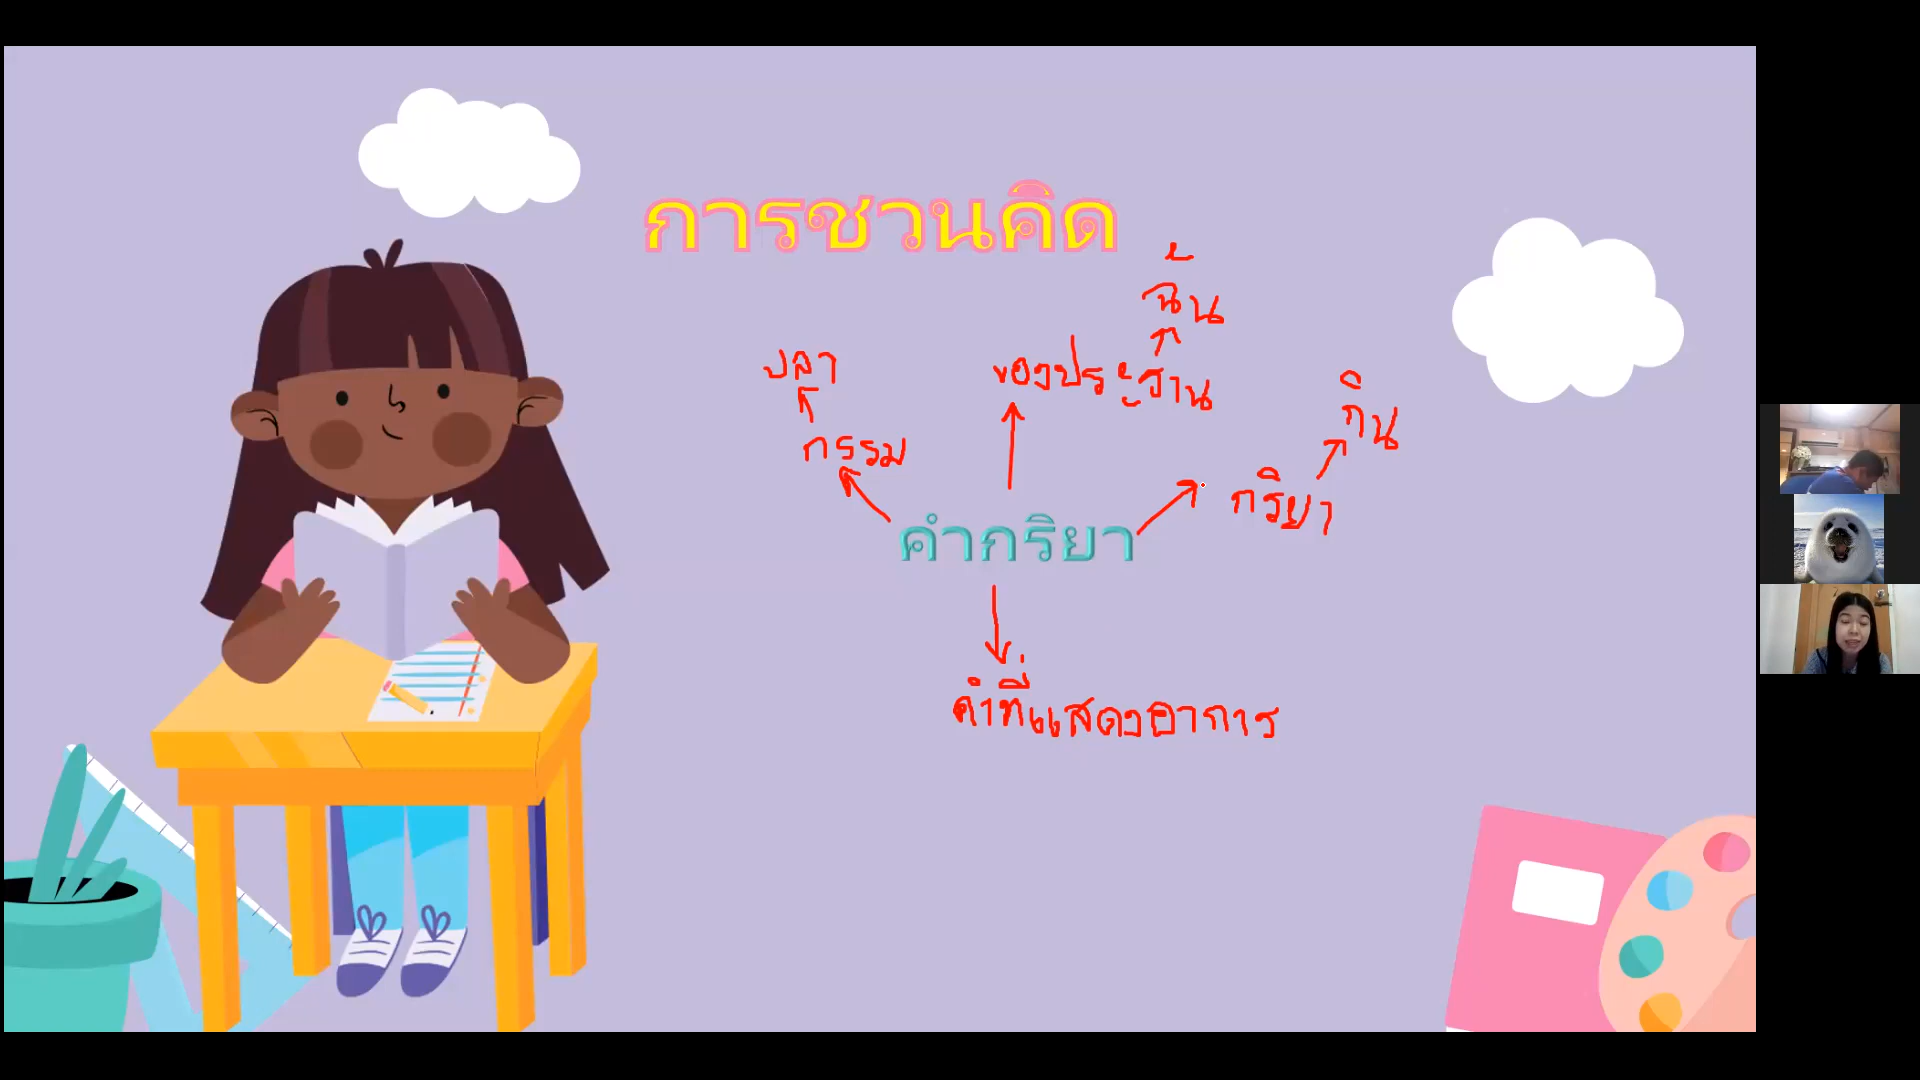 การชวนคิด
ฉัน
ปลา
ของประธาน
กิน
กรรม
กริยา
คำกริยา
คำที่แสดงอาการ